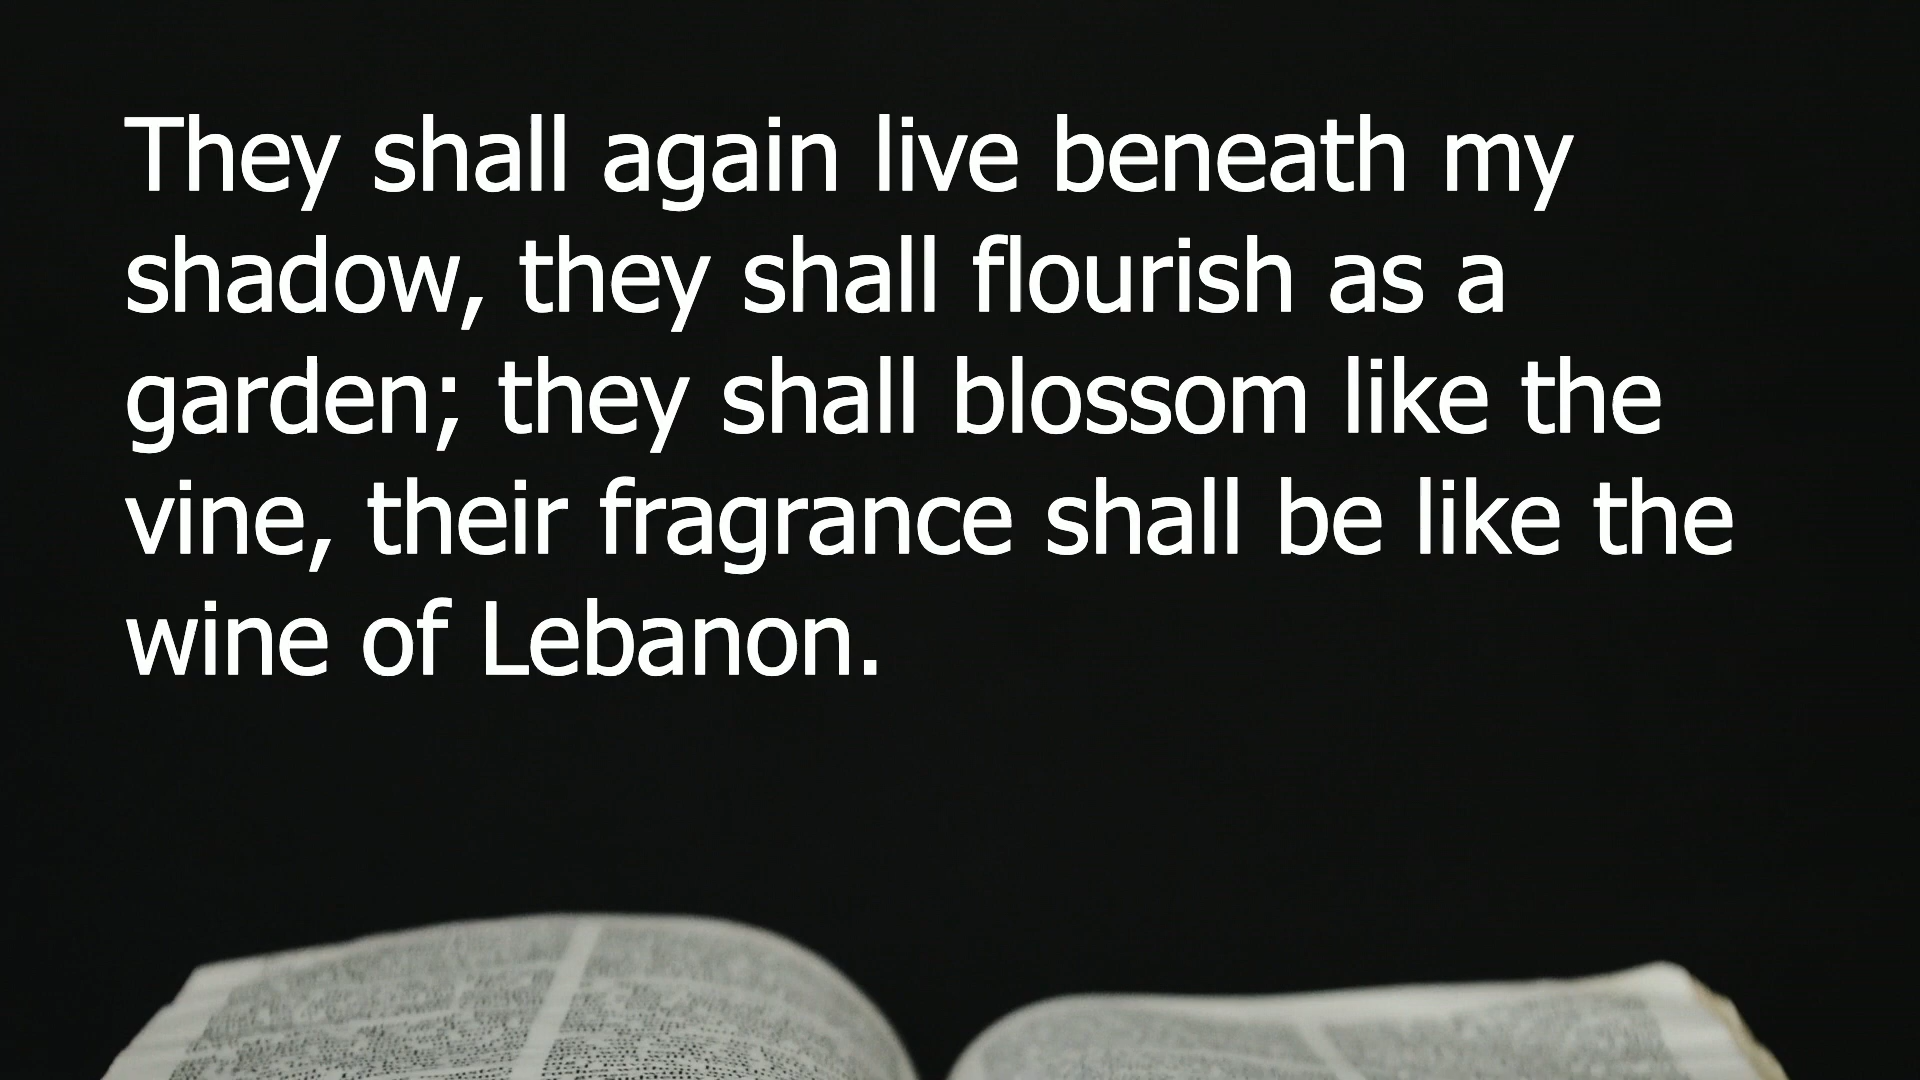 They shall again live beneath my
shadow, they shall flourish as a
garden; they shall blossom like the
vine, their fragrance shall be like the
wine of Lebanon.